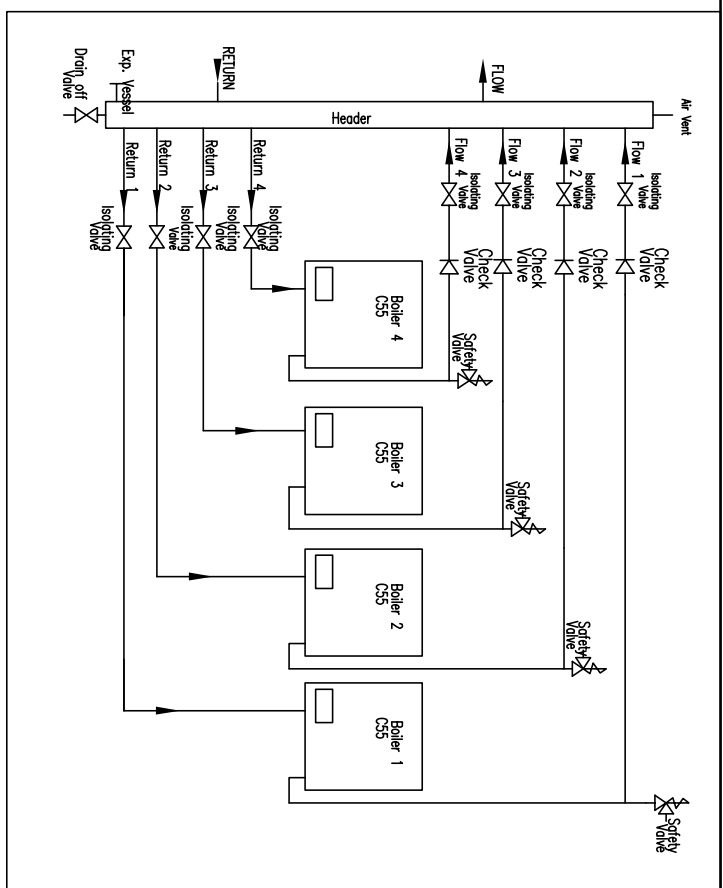 Air Vent
FLOW
RETURN
Exp. Vessel
Drain off
Valve
Header
Flow 1
Isolating
Valve
Check
Valve
Flow 2
Isolating
Valve
Check
Valve
Flow 3
Isolating
Valve
Check
Valve
Flow 4
Isolating
Valve
Check
Valve
Return 4
Isolating
Valve
Return 3
Isolating
Valve
Return 2
Isolating
Valve
Return 1
Isolating
Valve
Boiler 4
C55
Safety
Valve
Boiler 3
C55
Safety
Valve
Boiler 2
C55
Safety
Valve
Boiler 1
C55
Safety
Valve